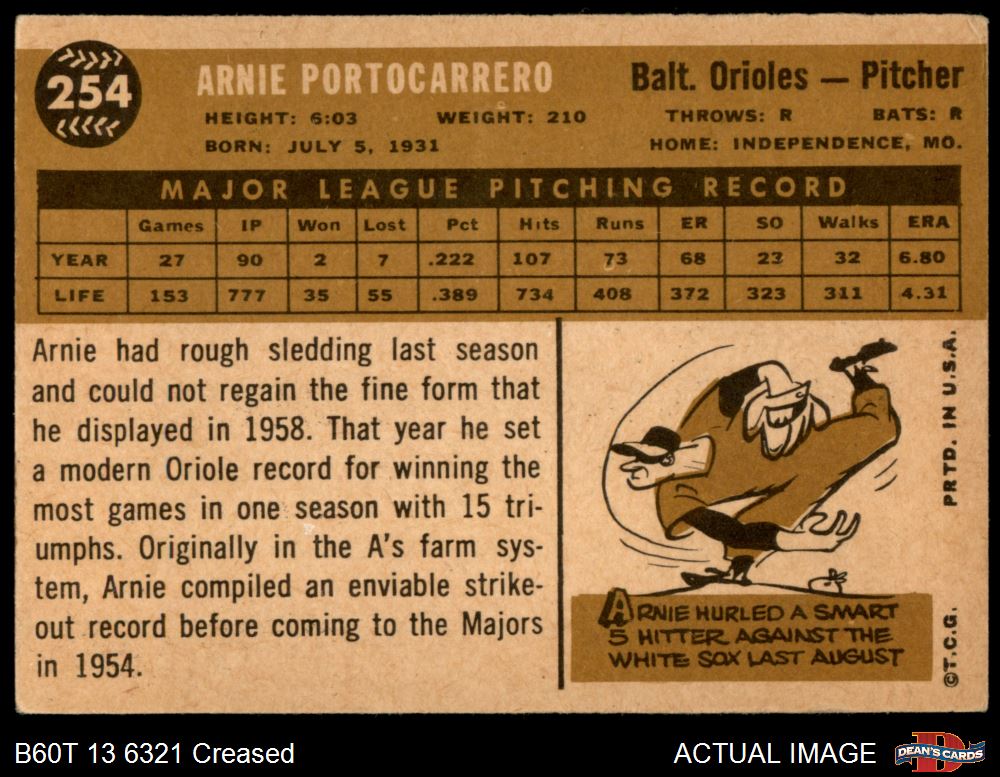 254
ARNIE PORTOCARRERO
Balt. Orioles — Pitcher
HEIGHT: 6:03 WEIGHT: 210 THROWS: R BATS: R
BORN: JULY 5, 1931 HOME: INDEPENDENCE, MO.
MAJOR LEAGUE PITCHING RECORD
Games IP Won Lost Pct Hits Runs ER SO Walks ERA
YEAR 27 90 2 7 .222 107 73 68 23 32 6.80
LIFE 153 777 35 55 .389 734 408 372 323 311 4.31
Arnie had rough sledding last season
and could not regain the fine form that
he displayed in 1958. That year he set
a modern Oriole record for winning the
most games in one season with 15 tri-
umphs. Originally in the A's farm sys-
tem, Arnie compiled an enviable strike-
out record before coming to the Majors
in 1954.
ARNIE HURLED A SMART
5 HITTER AGAINST THE
WHITE SOX LAST AUGUST
©T.C.G. PRTD. IN U.S.A.
B60T 13 6321 Creased
ACTUAL IMAGE
DEAN'S CARDS